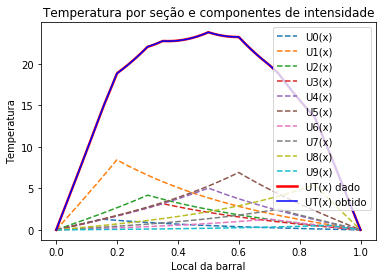 Temperatura por seção e componentes de intensidade
Temperatura
20
15
10
5
0
0.0 0.2 0.4 0.6 0.8 1.0
Local da barral
U0(x)
U1(x)
U2(x)
U3(x)
U4(x)
U5(x)
U6(x)
U7(x)
U8(x)
U9(x)
UT(x) dado
UT(x) obtido